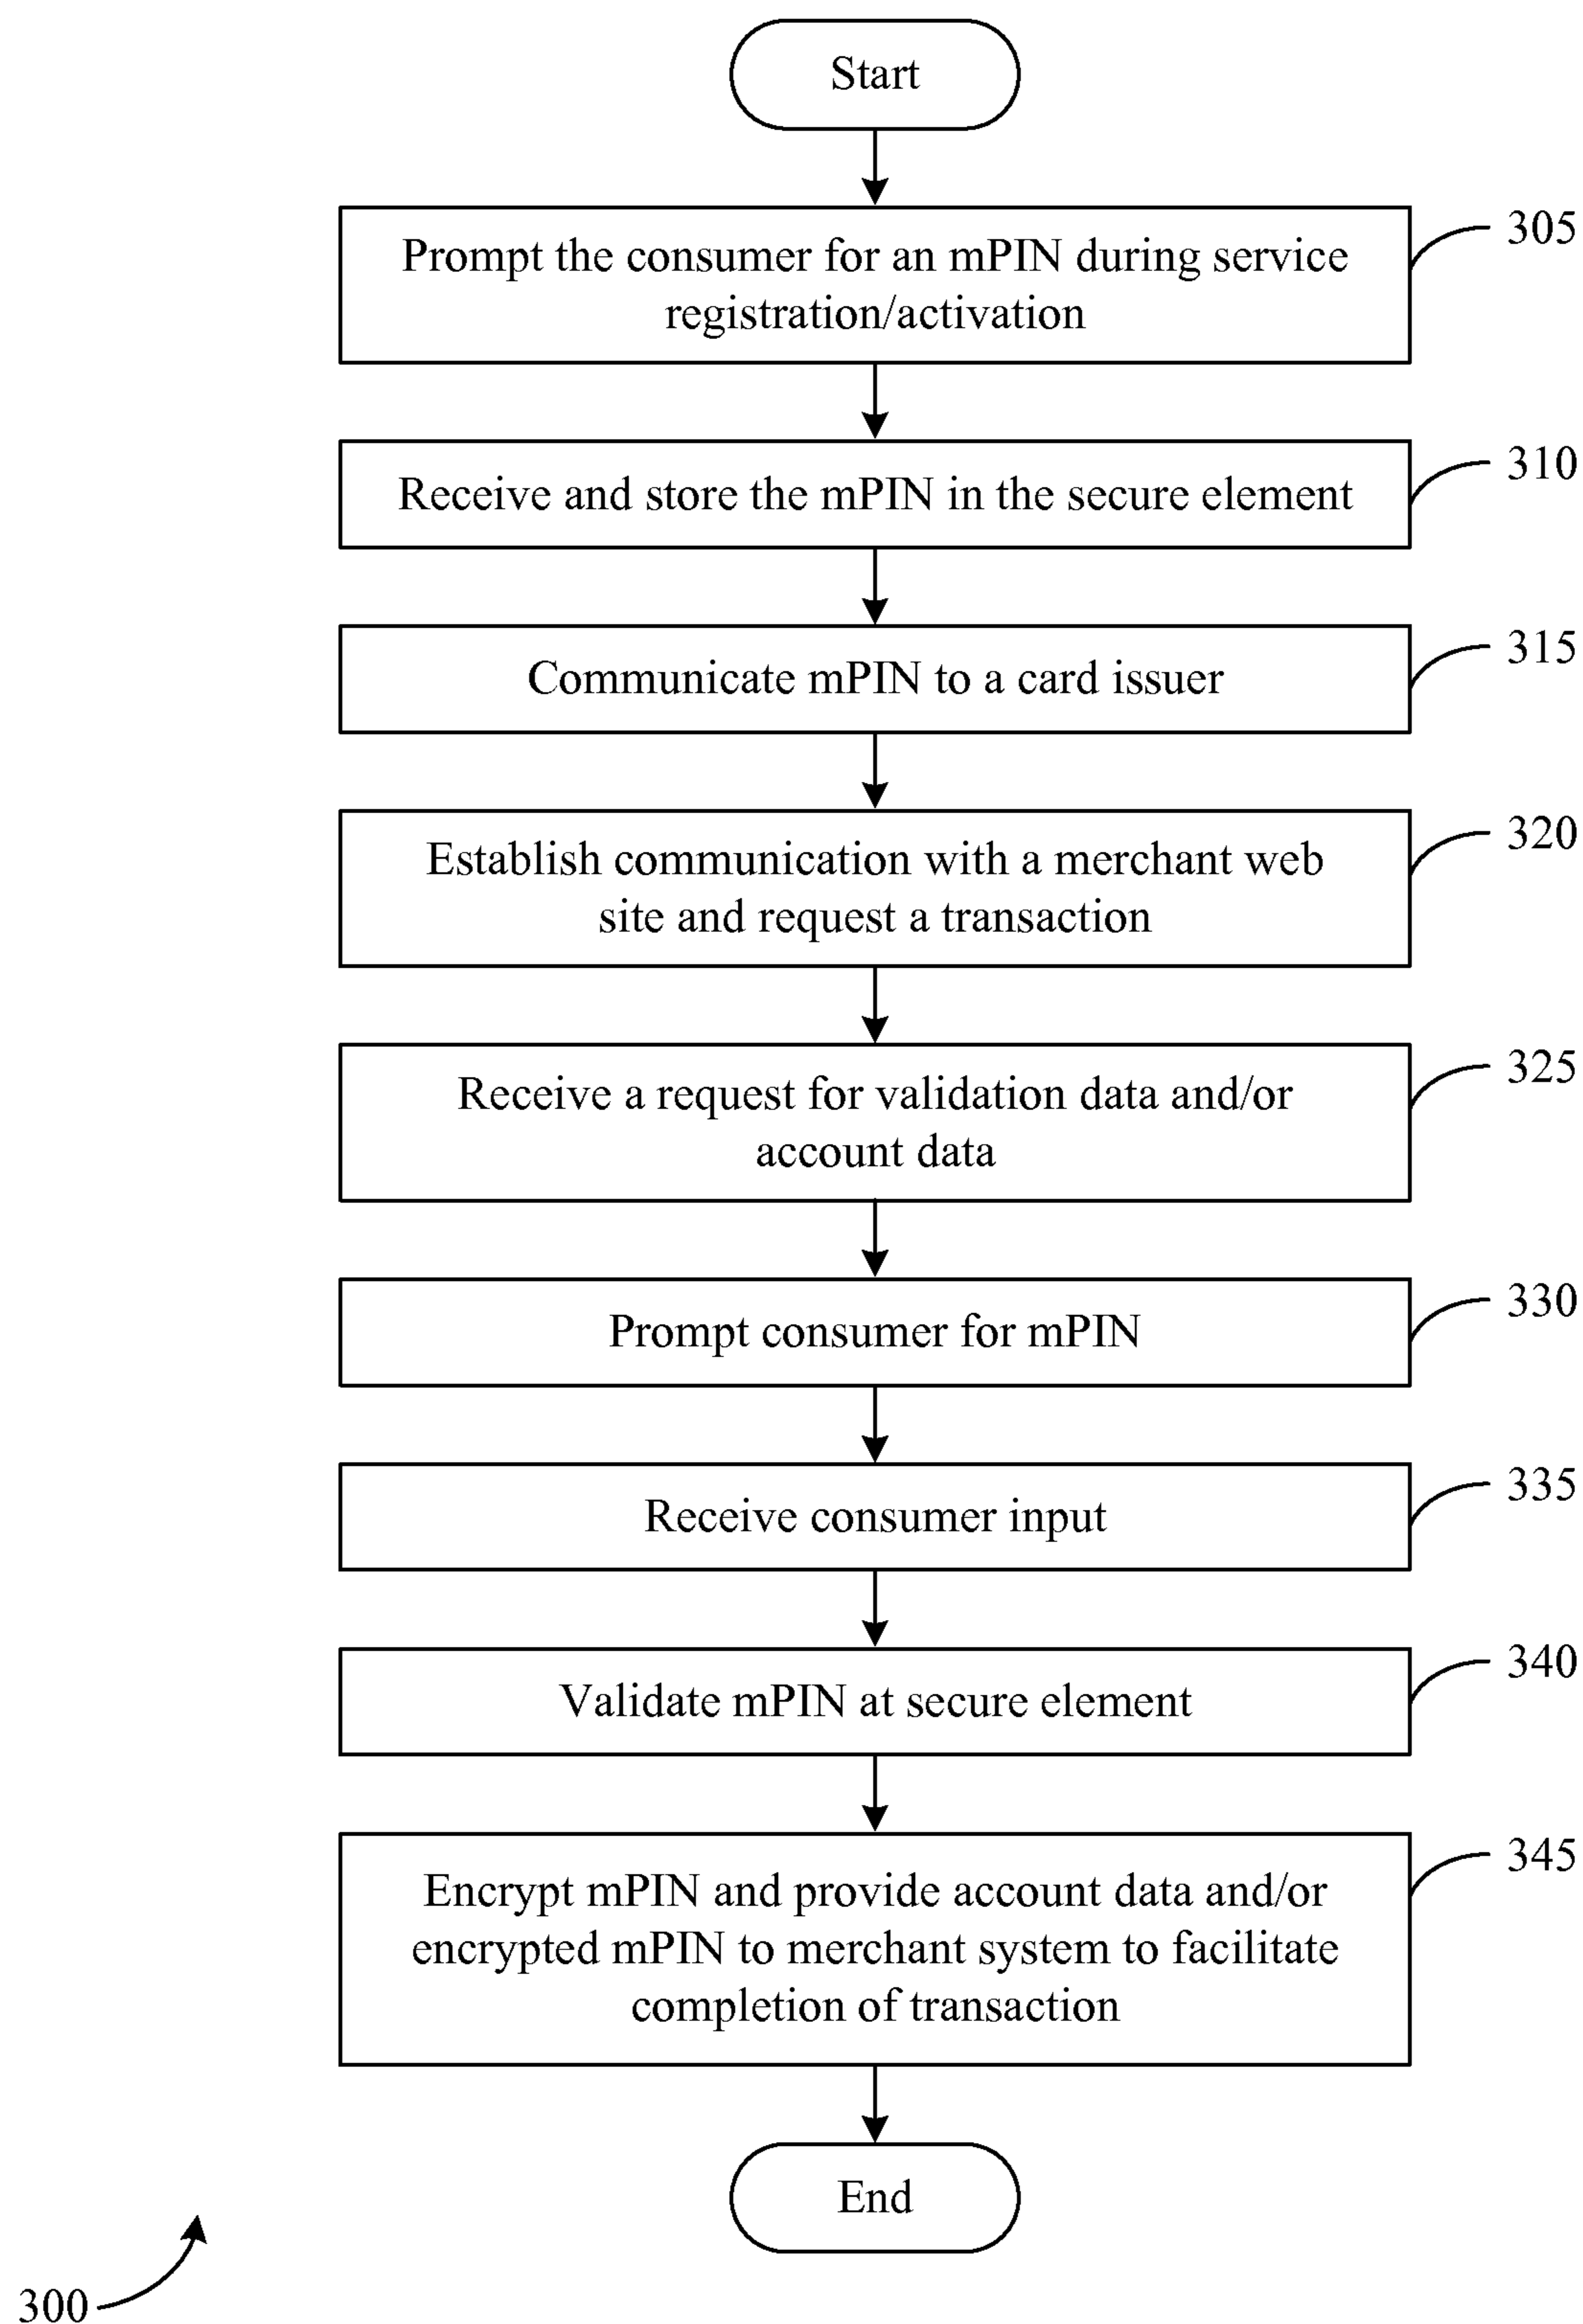 Start
Prompt the consumer for an mPIN during service
registration/activation
305
Receive and store the mPIN in the secure element
310
Communicate mPIN to a card issuer
315
Establish communication with a merchant web
site and request a transaction
320
Receive a request for validation data and/or
account data
325
Prompt consumer for mPIN
330
Receive consumer input
335
Validate mPIN at secure element
340
Encrypt mPIN and provide account data and/or
encrypted mPIN to merchant system to facilitate
completion of transaction
345
End
300